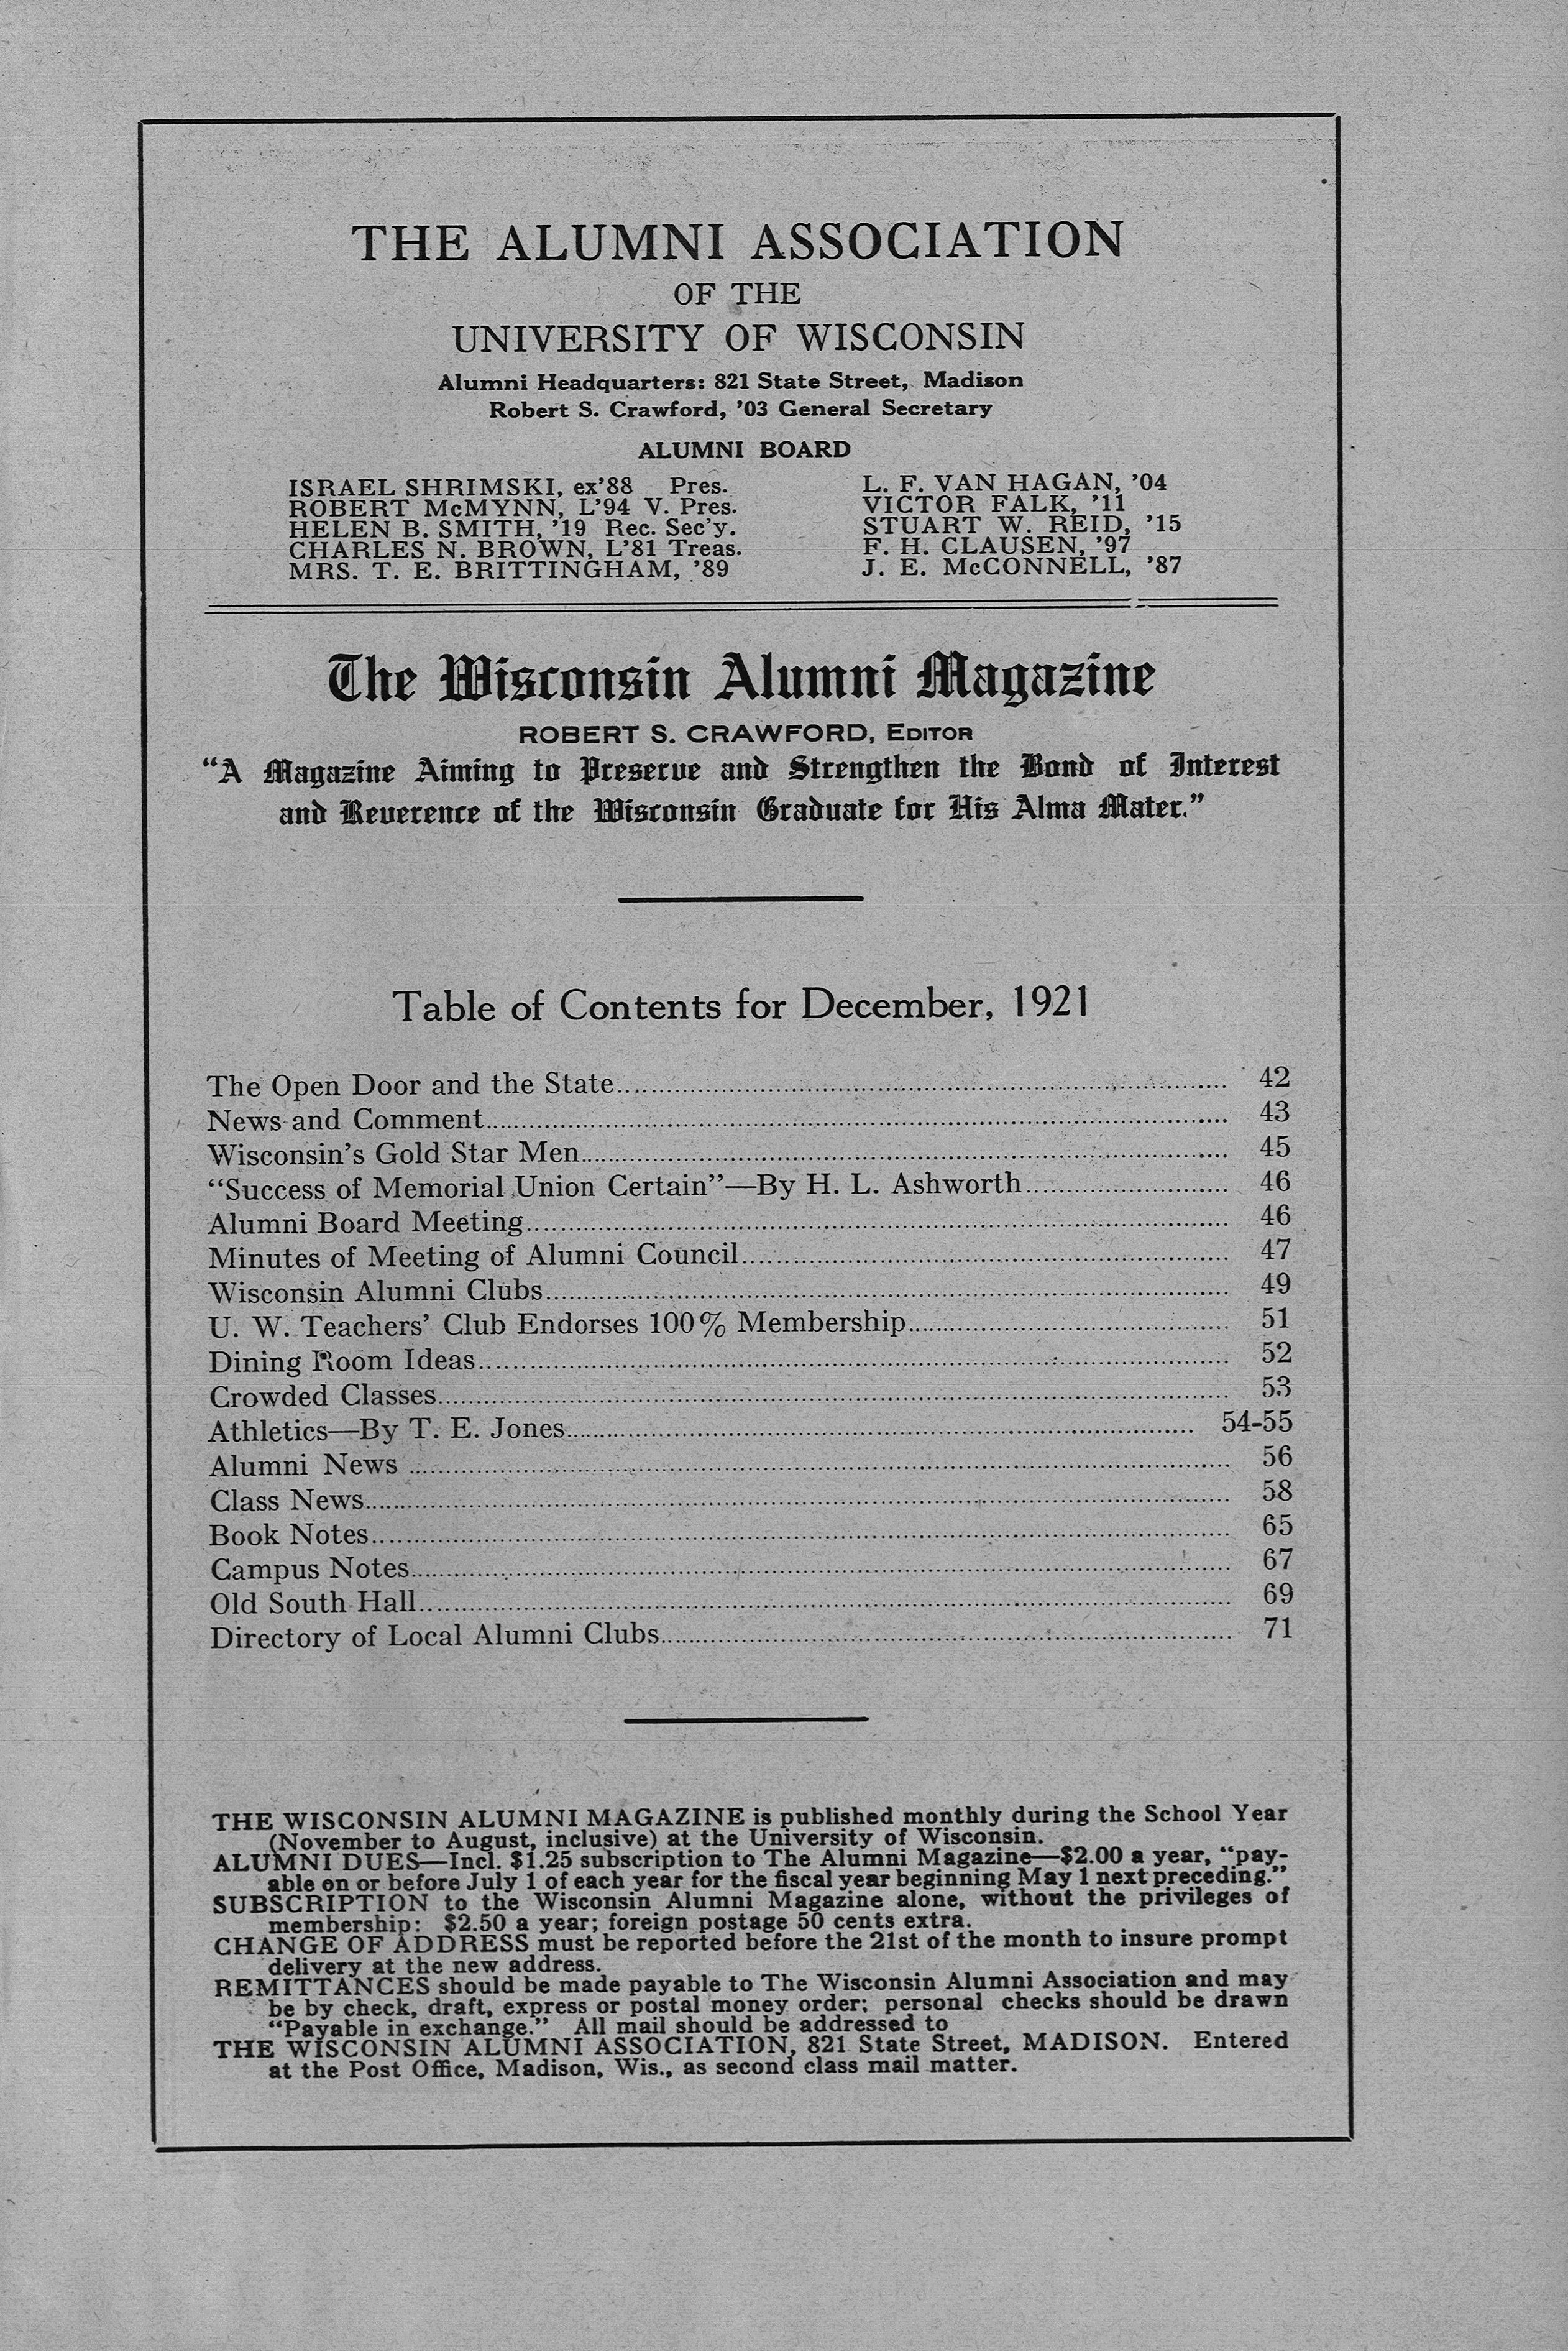 THE ALUMNI ASSOCIATION
OF THE
UNIVERSITY OF WISCONSIN
Alumni Headquarters: 821 State Street, Madison
Robert S. Crawford, ’03 General Secretary
ALUMNI BOARD
ISRAEL SHRIMSKI, ex’88 Pres.
ROBERT McMYNN, L’94 V. Pres.
HELEN B. SMITH, ’19 Rec. Sec’y.
CHARLES N. BROWN, L’81 Treas.
MRS. T. E. BRITTINGHAM, ’89
L. F. VAN HAGAN, ’04
VICTOR FALK, ’11
STUART W. REID, ’15
F. H. CLAUSEN, ’97
J. E. McCONNELL, ’87
The Wisconsin Alumni Magazine
ROBERT S. CRAWFORD, EDITOR
“A Magazine Aiming to Preserve and Strengthen the Bond of Interest
and Reverence of the Wisconsin Graduate for His Alma Mater.”
Table of Contents for December, 1921
The Open Door and the State 42
News and Comment 43
Wisconsin’s Gold Star Men 45
“Success of Memorial Union Certain”—By H. L. Ashworth 46
Alumni Board Meeting 46
Minutes of Meeting of Alumni Council 47
Wisconsin Alumni Clubs 49
U. W. Teachers’ Club Endorses 100% Membership 51
Dining Room Ideas 52
Crowded Classes 53
Athletics—By T. E. Jones 54-55
Alumni News 56
Class News 58
Book Notes 65
Campus Notes 67
Old South Hall 69
Directory of Local Alumni Clubs 71
THE WISCONSIN ALUMNI MAGAZINE is published monthly during the School Year
(November to August, inclusive) at the University of Wisconsin.
ALUMNI DUES—Incl. $1.25 subscription to The Alumni Magazine—$2.00 a year, “pay-
able on or before July 1 of each year for the fiscal year beginning May 1 next preceding.”
SUBSCRIPTION to the Wisconsin Alumni Magazine alone, without the privileges of
membership: $2.50 a year; foreign postage 50 cents extra.
CHANGE OF ADDRESS must be reported before the 21st of the month to insure prompt
delivery at the new address.
REMITTANCES should be made payable to The Wisconsin Alumni Association and may
be by check, draft, express or postal money order; personal checks should be drawn
“Payable in exchange.” All mail should be addressed to
THE WISCONSIN ALUMNI ASSOCIATION, 821 State Street, MADISON. Entered
at the Post Office, Madison, Wis., as second class mail matter.